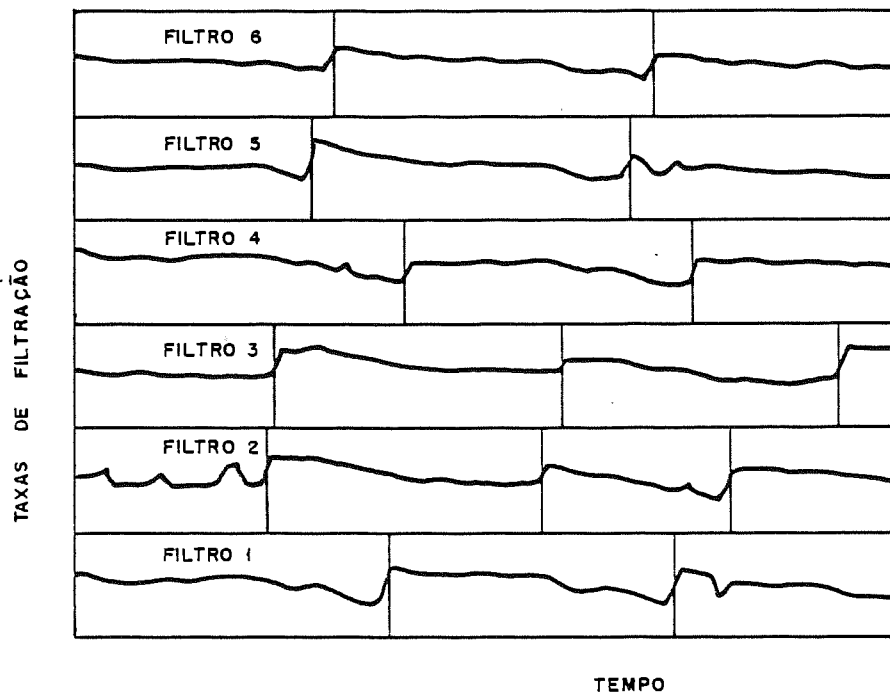 FILTRO 6
FILTRO 5
FILTRO 4
FILTRO 3
FILTRO 2
FILTRO 1
TAXAS DE FILTRAÇÃO
TEMPO